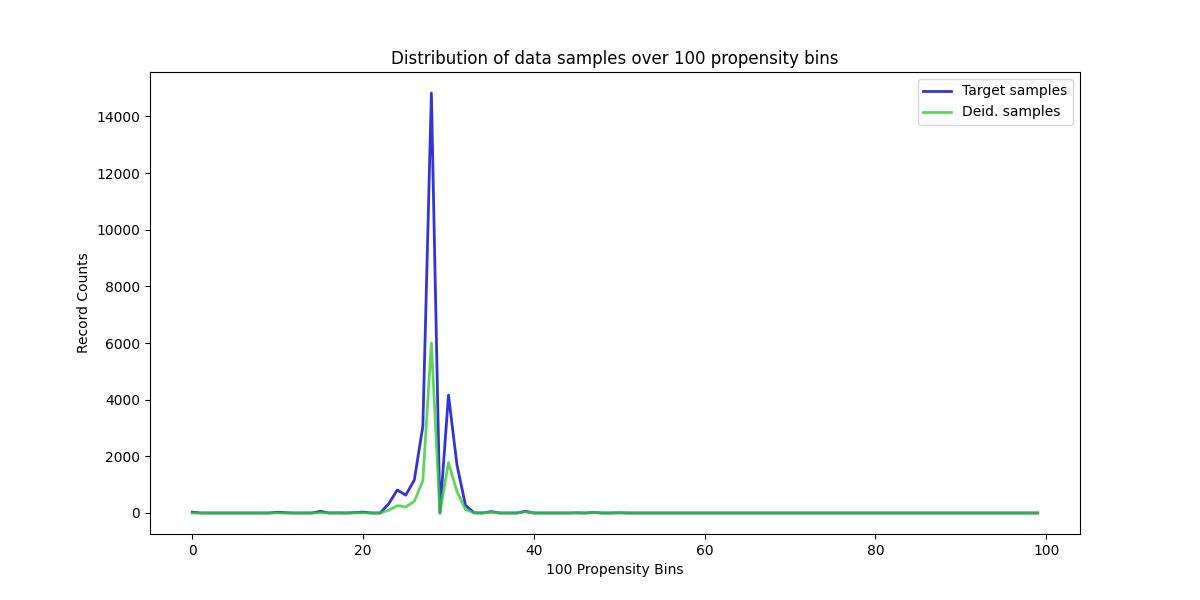 Distribution of data samples over 100 propensity bins
Target samples
Deid. samples
14000
12000
10000
8000
6000
4000
2000
0
Record Counts
0 20 40 60 80 100
100 Propensity Bins